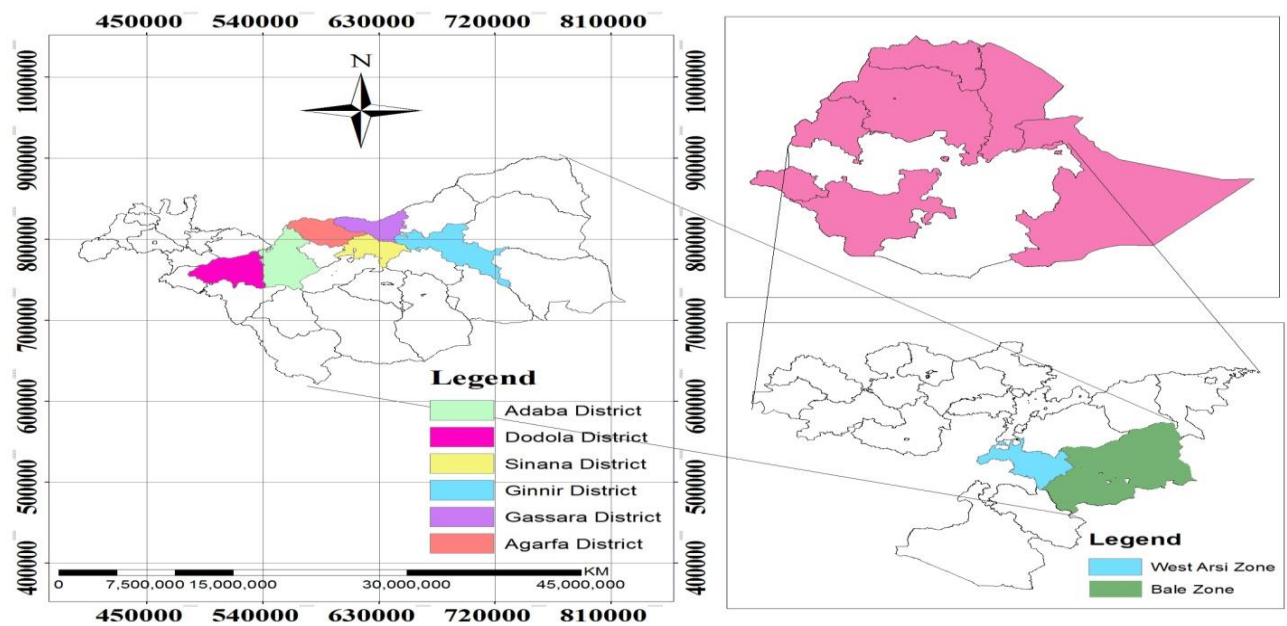 450000 540000 630000 720000 810000
N
1000000 1000000
900000 900000
800000 800000
700000 700000
600000 600000
500000 500000
400000 400000
Legend
Adaba District
Dodola District
Sinana District
Ginnir District
Gassara District
Agarfa District
KM
0 7,500,000 15,000,000 30,000,000 45,000,000
450000 540000 630000 720000 810000
Legend
West Arsi Zone
Bale Zone